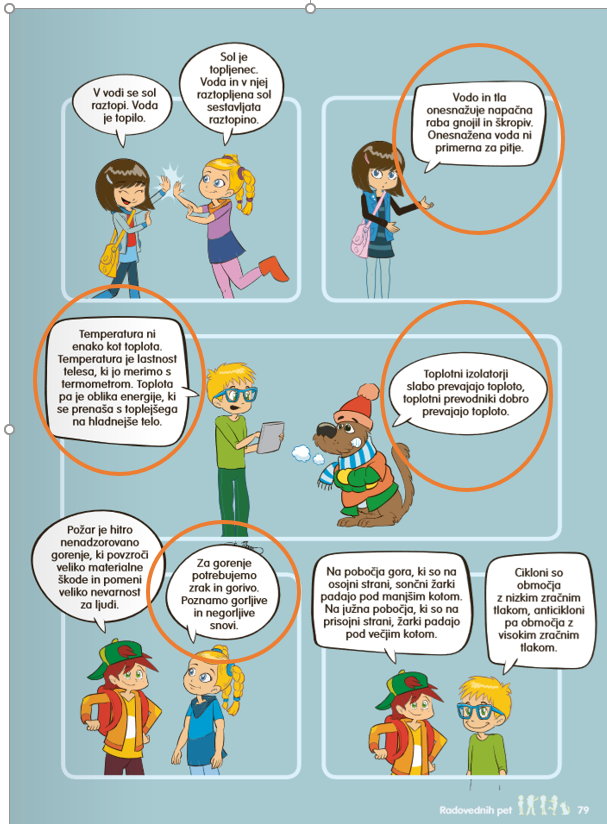 V vodi se sol
raztopi. Voda
je topilo.
Sol je
topljenec.
Voda in v njej
raztopljena sol
sestavljata
raztopino.
Vodo in tla
onesnažuje napačna
raba gnojil in škropiv.
Onesnažena voda ni
primerna za pitje.
Temperatura ni
enako kot toplota.
Temperatura je lastnost
telesa, ki jo merimo s
termometrom. Toplota
pa je oblika energije, ki
se prenaša s toplejšega
na hladnejše telo.
Toplotni izolatorji
slabo prevajajo toploto,
toplotni prevodniki dobro
prevajajo toploto.
Požar je hitro
nenadzorovano
gorenje, ki povzroči
veliko materialne
škode in pomeni
veliko nevarnost
za ljudi.
Za gorenje
potrebujemo
zrak in gorivo.
Poznamo gorljive
in negorljive
snovi.
Na pobočja gora, ki so na
osojni strani, sončni žarki
padajo pod manjšim kotom.
Na južna pobočja, ki so na
prisojni strani, žarki padajo
pod večjim kotom.
Cikloni so
območja
z nizkim zračnim
tlakom, anticikloni
pa območja z
visokim zračnim
tlakom.
Radovednih pet 79